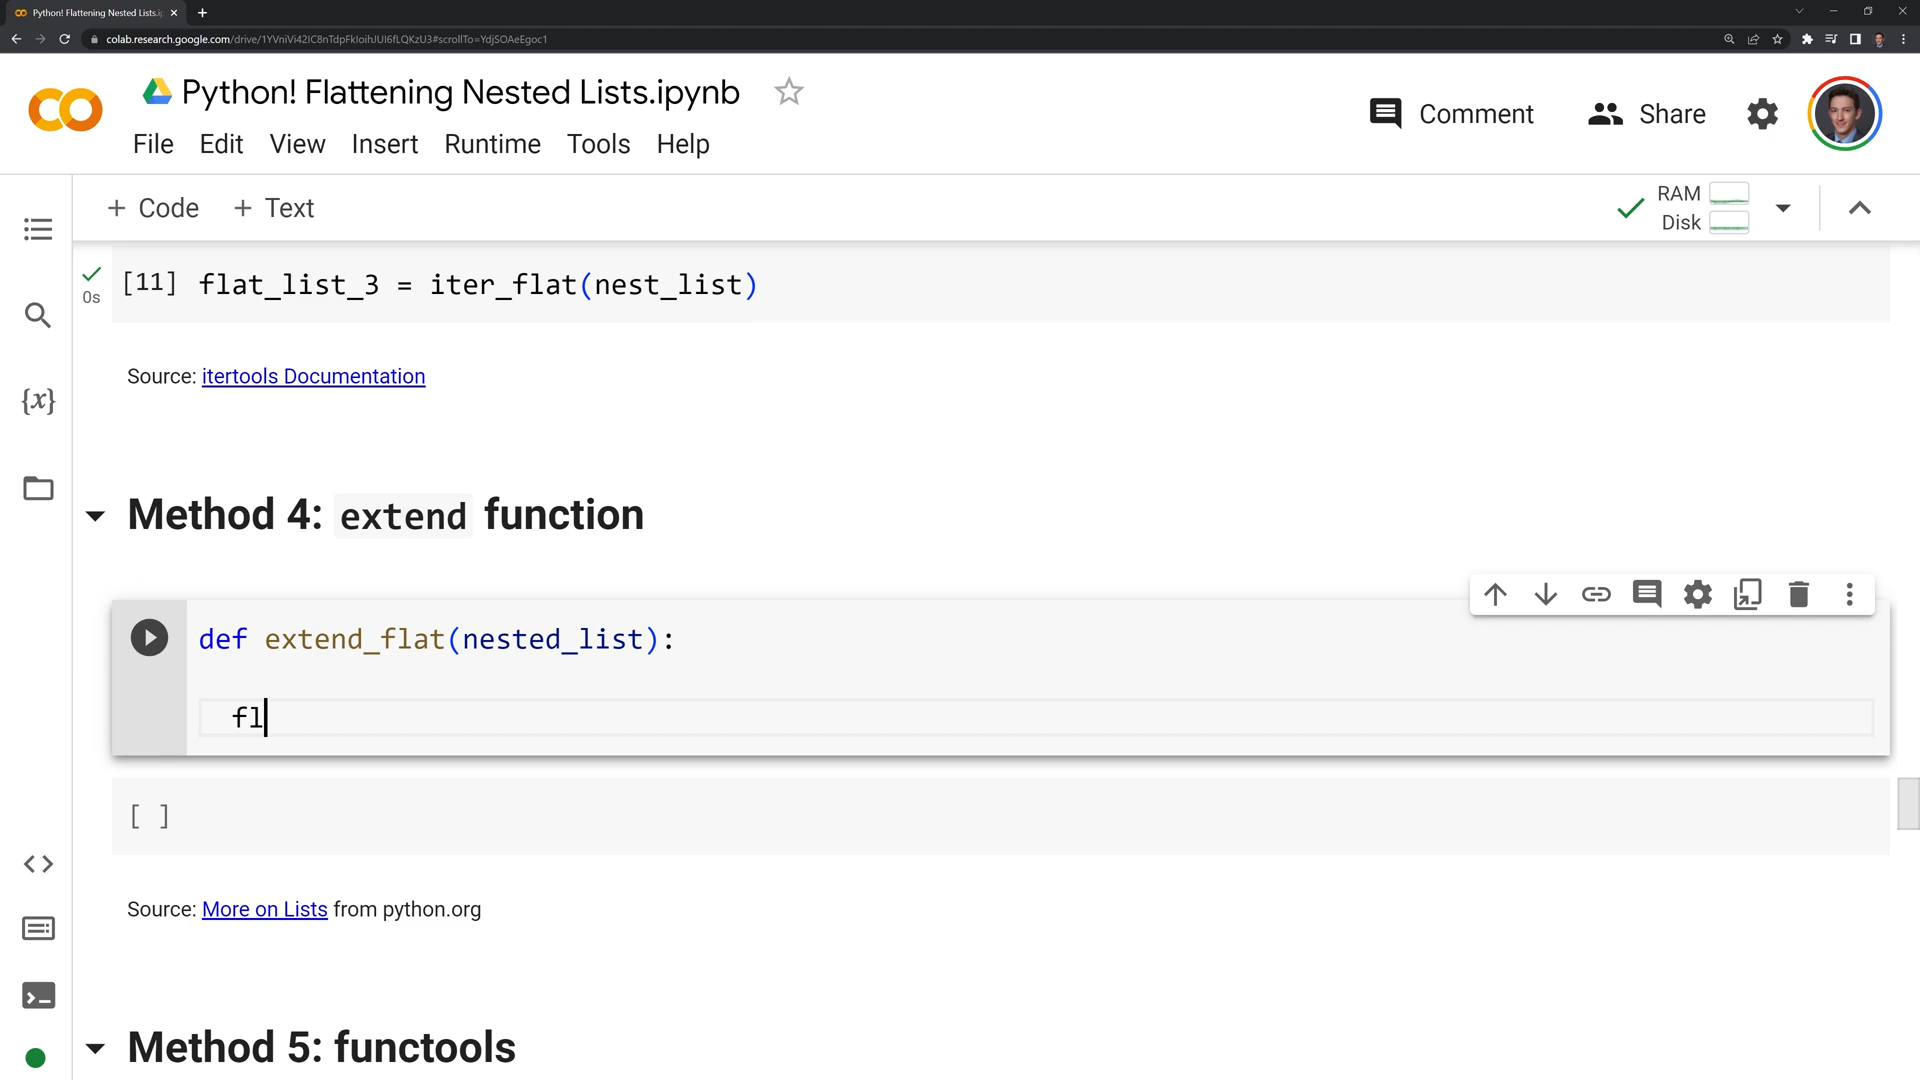 Python! Flattening Nested Lists.ip
colab.research.google.com/drive/1YVniVi42IC8nTdpFkIoihJUI6fLQKzU3#scrollTo=YdjSOAeEgoc1
Python! Flattening Nested Lists.ipynb
Comment
Share
File Edit View Insert Runtime Tools Help
+ Code + Text
RAM
Disk
[11] flat_list_3 = iter_flat(nest_list)
0s
Source: itertools Documentation
{x}
Method 4: extend function
def extend_flat(nested_list):
fl
[ ]
Source: More on Lists from python.org
Method 5: functools